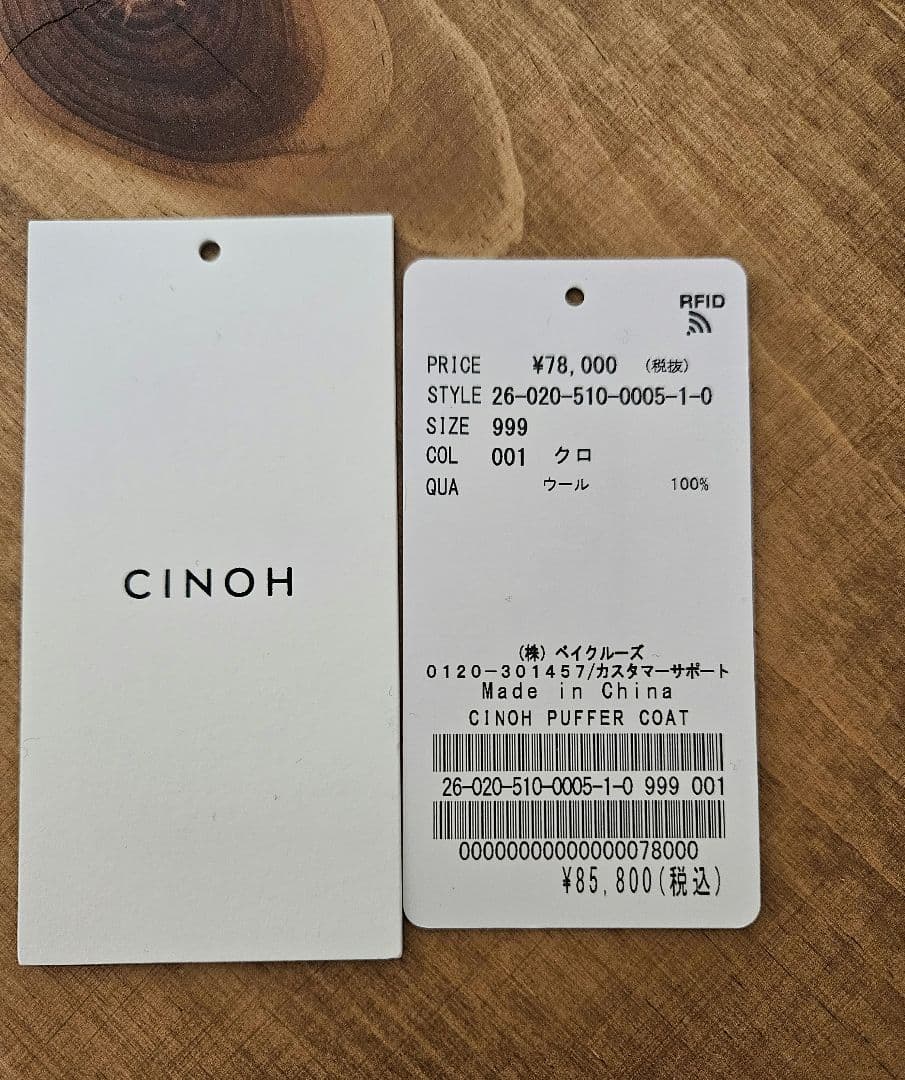 CINOH
RFID
PRICE ¥78,000 (税抜)
STYLE 26-020-510-0005-1-0
SIZE 999
COL 001 クロ
QUA ウール 100%
(株) ベイクルーズ
0120-301457/カスタマーサポート
Made in China
CINOH PUFFER COAT
26-020-510-0005-1-0 999 001
00000000000000078000
¥85,800(税込)